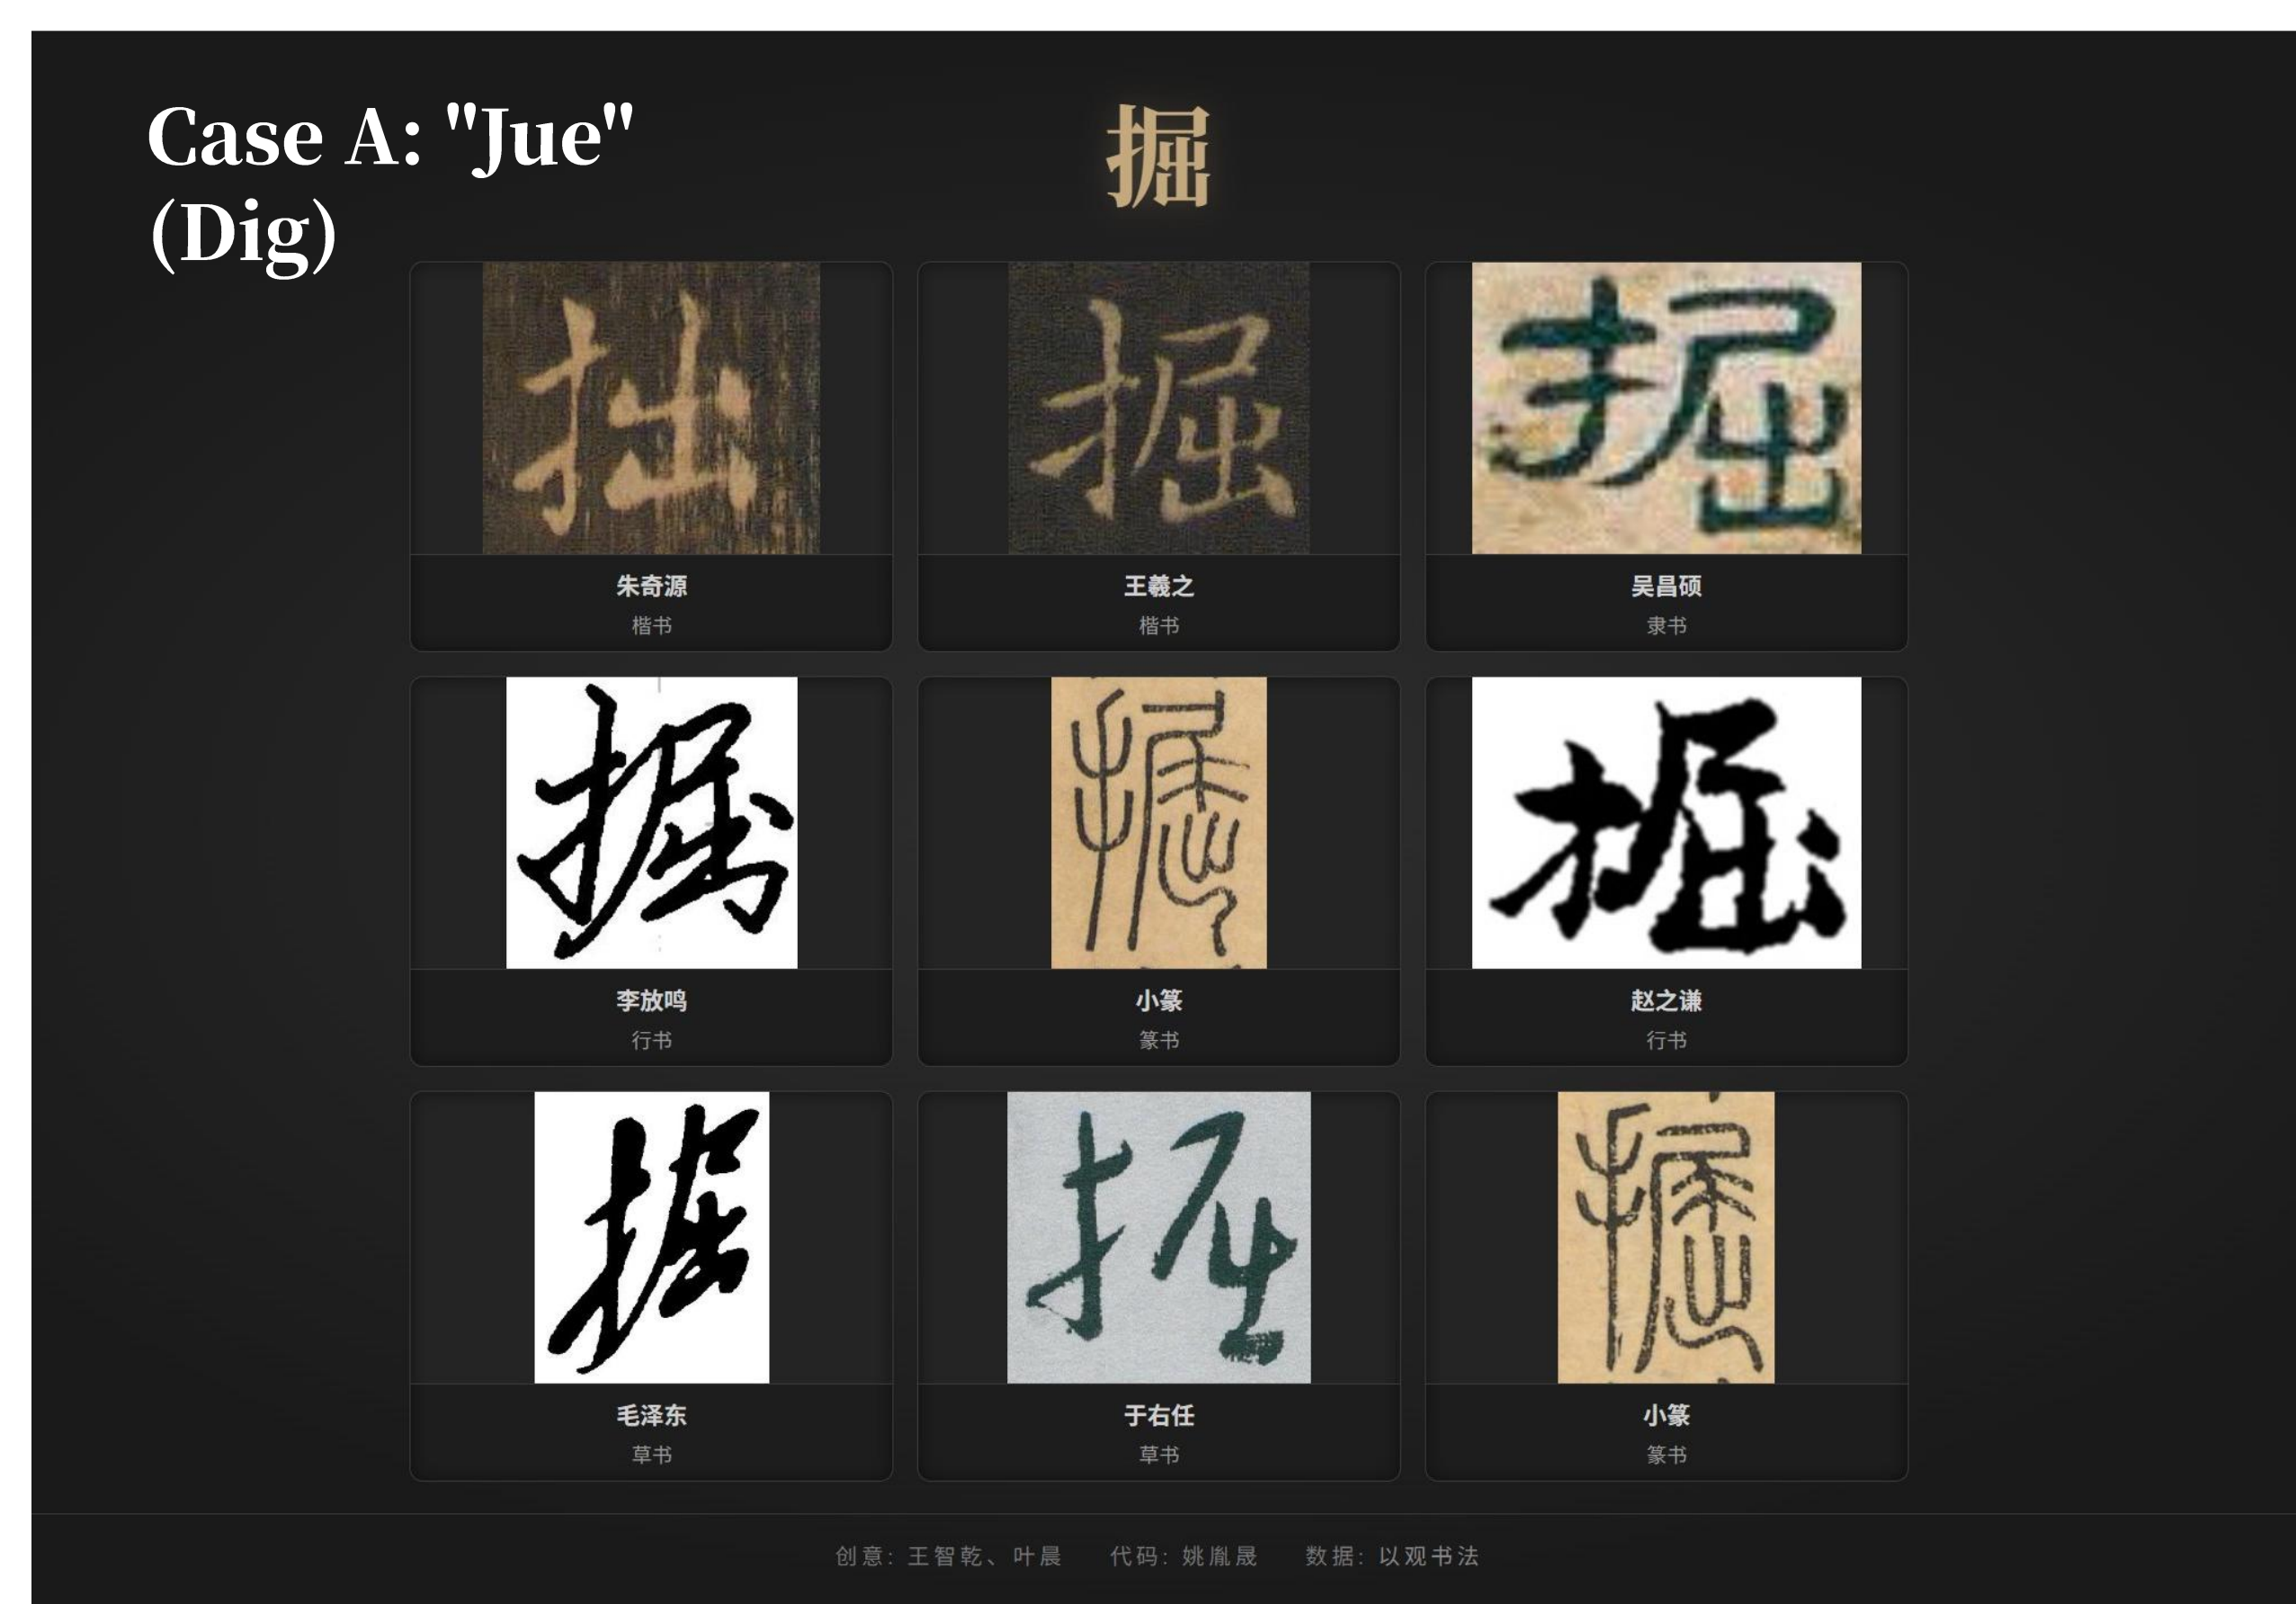 Case A: "Jue"
(Dig)
掘
拙
掘
掘
朱奇源
王羲之
吴昌硕
楷书
楷书
隶书
掘
掘
掘
李放鸣
小篆
赵之谦
行书
篆书
行书
掘
掘
掘
毛泽东
于右任
小篆
草书
草书
篆书
创意: 王智乾、叶晨 代码: 姚胤晟 数据: 以观书法